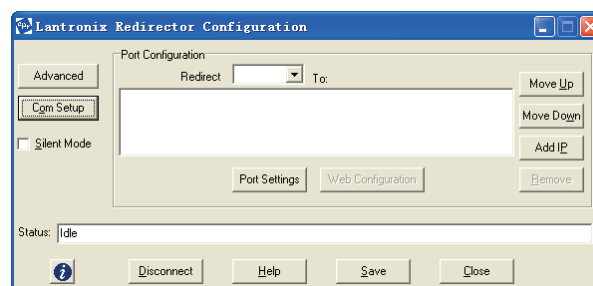 Lantronix Redirector Configuration
Port Configuration
Advanced
Redirect
To:
Move Up
Com Setup
Move Down
Silent Mode
Add IP
Port Settings
Web Configuration
Remove
Status:
Idle
Disconnect
Help
Save
Close